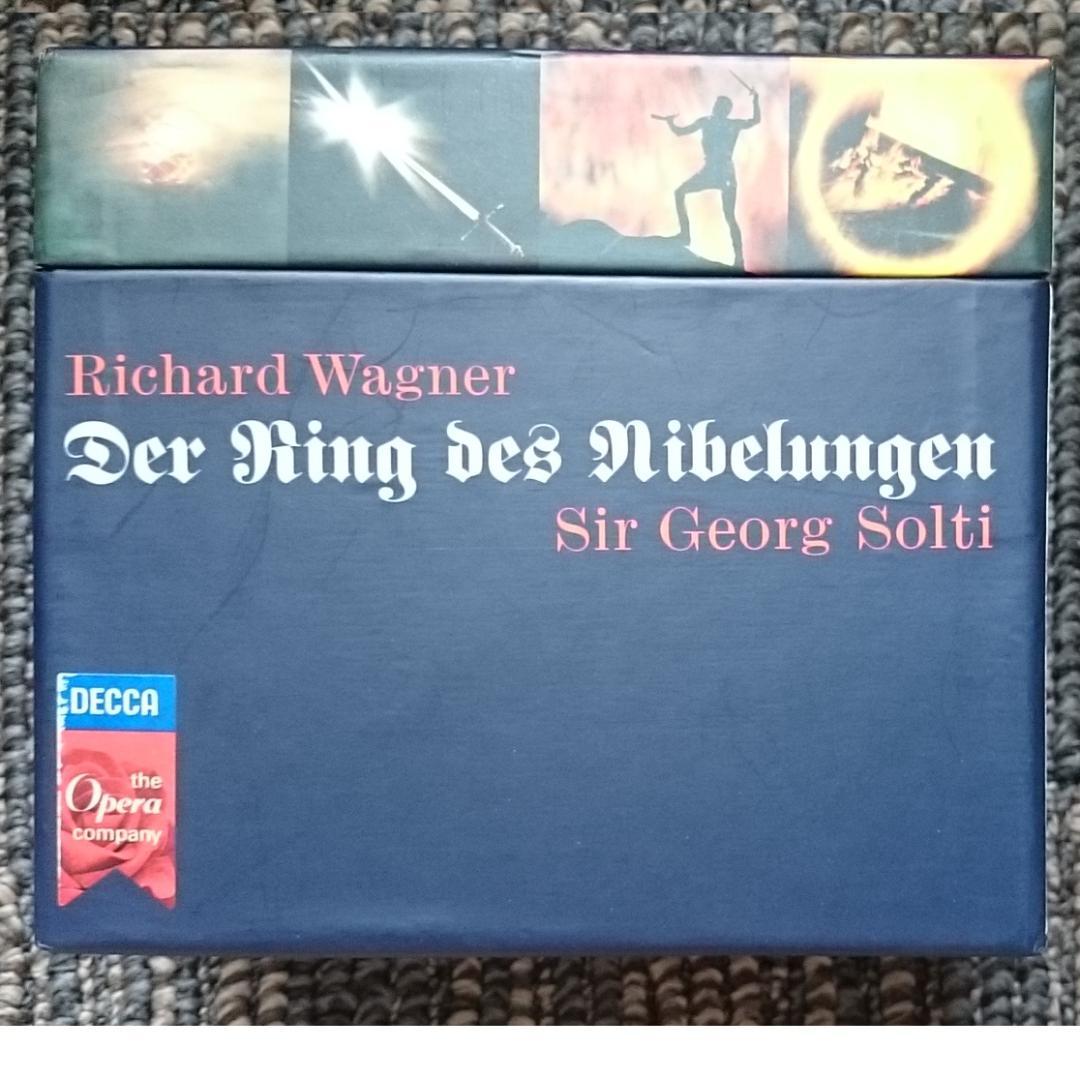 Richard Wagner
Der Ring des Nibelungen
Sir Georg Solti
DECCA
the
Opera
company